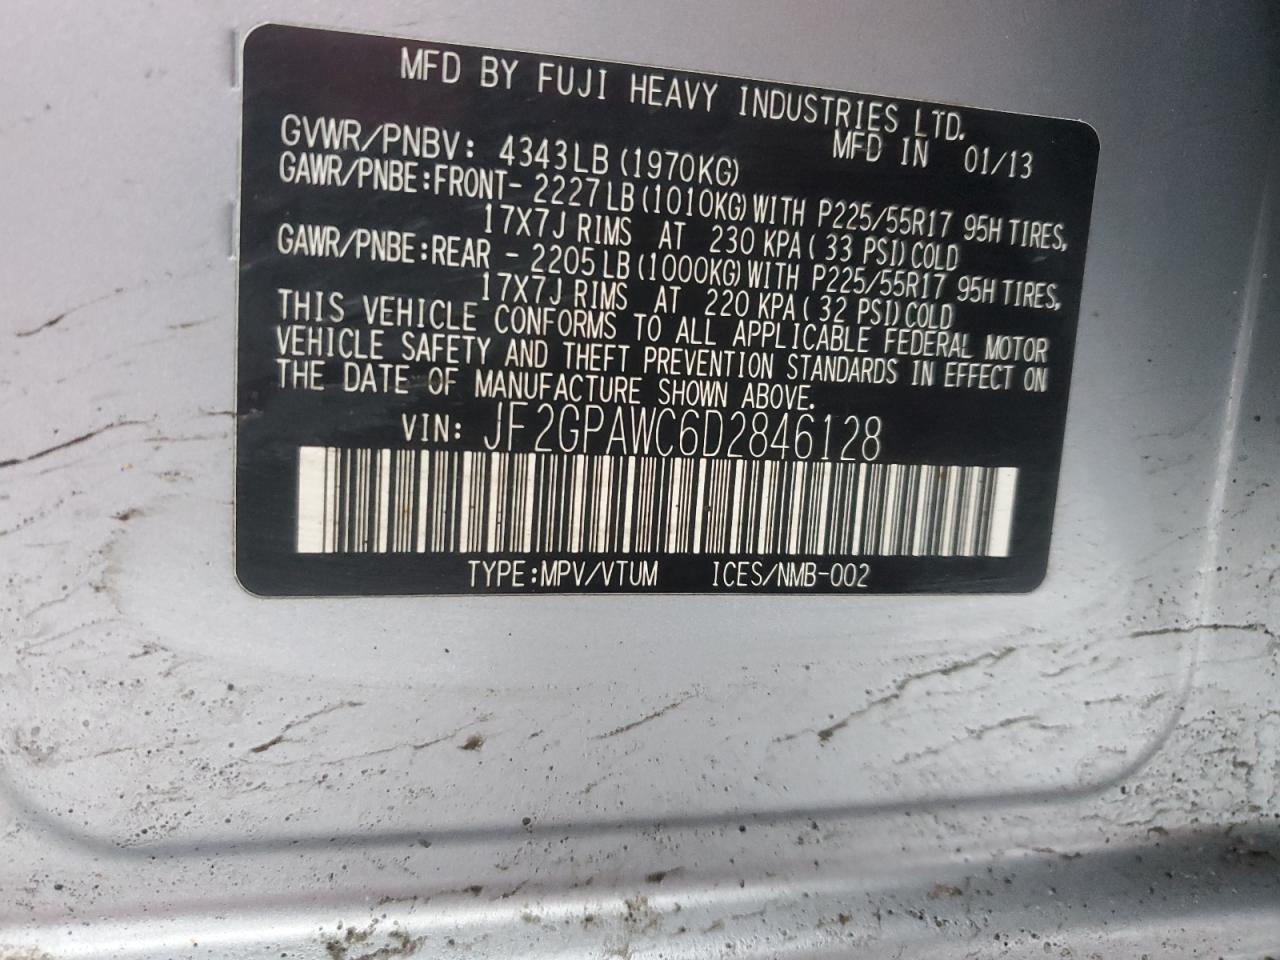 MFD BY FUJI HEAVY INDUSTRIES LTD.
MFD IN 01/13
GVWR/PNBV: 4343LB (1970KG)
GAWR/PNBE:FRONT- 2227LB (1010KG) WITH P225/55R17 95H TIRES,
17X7J RIMS AT 230 KPA( 33 PSI) COLD
GAWR/PNBE:REAR - 2205LB (1000KG) WITH P225/55R17 95H TIRES,
17X7J RIMS AT 220 KPA( 32 PSI) COLD
THIS VEHICLE CONFORMS TO ALL APPLICABLE FEDERAL MOTOR
VEHICLE SAFETY AND THEFT PREVENTION STANDARDS IN EFFECT ON
THE DATE OF MANUFACTURE SHOWN ABOVE.
VIN: JF2GPAWC6D2846128
TYPE:MPV/VTUM ICES/NMB-002